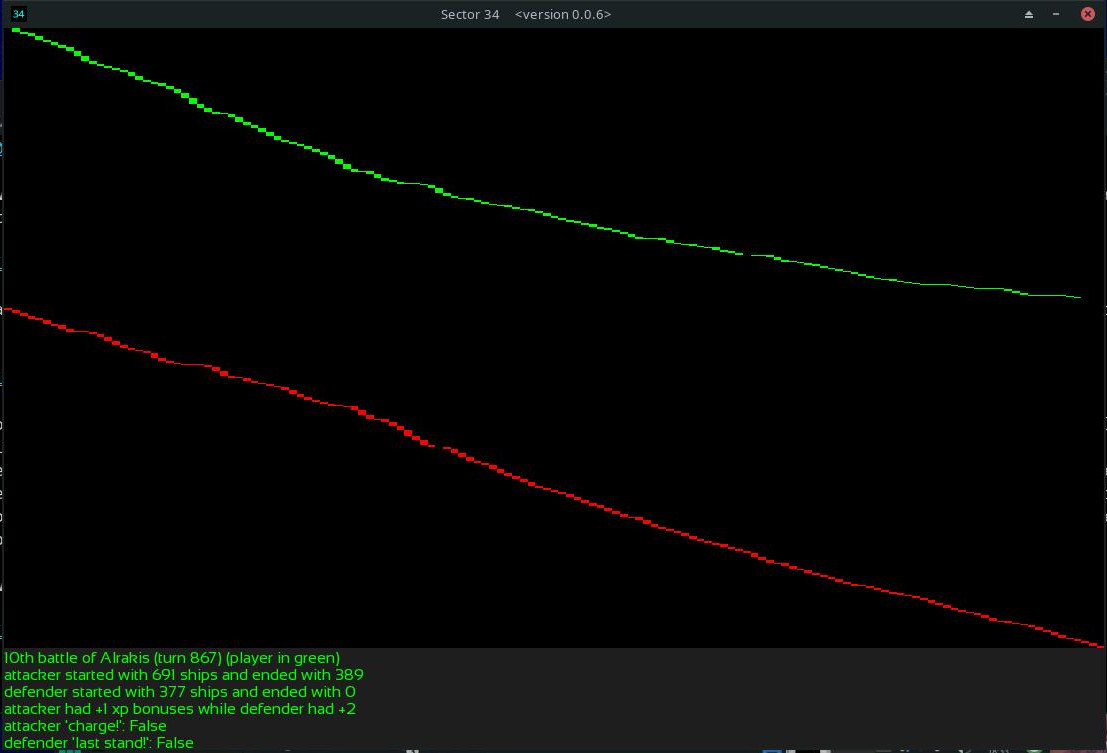 34
Sector 34 <version 0.0.6>
10th battle of Alrakis (turn 867) (player in green)
attacker started with 691 ships and ended with 389
defender started with 377 ships and ended with 0
attacker had +1 xp bonuses while defender had +2
attacker 'charge!': False
defender 'last stand!': False